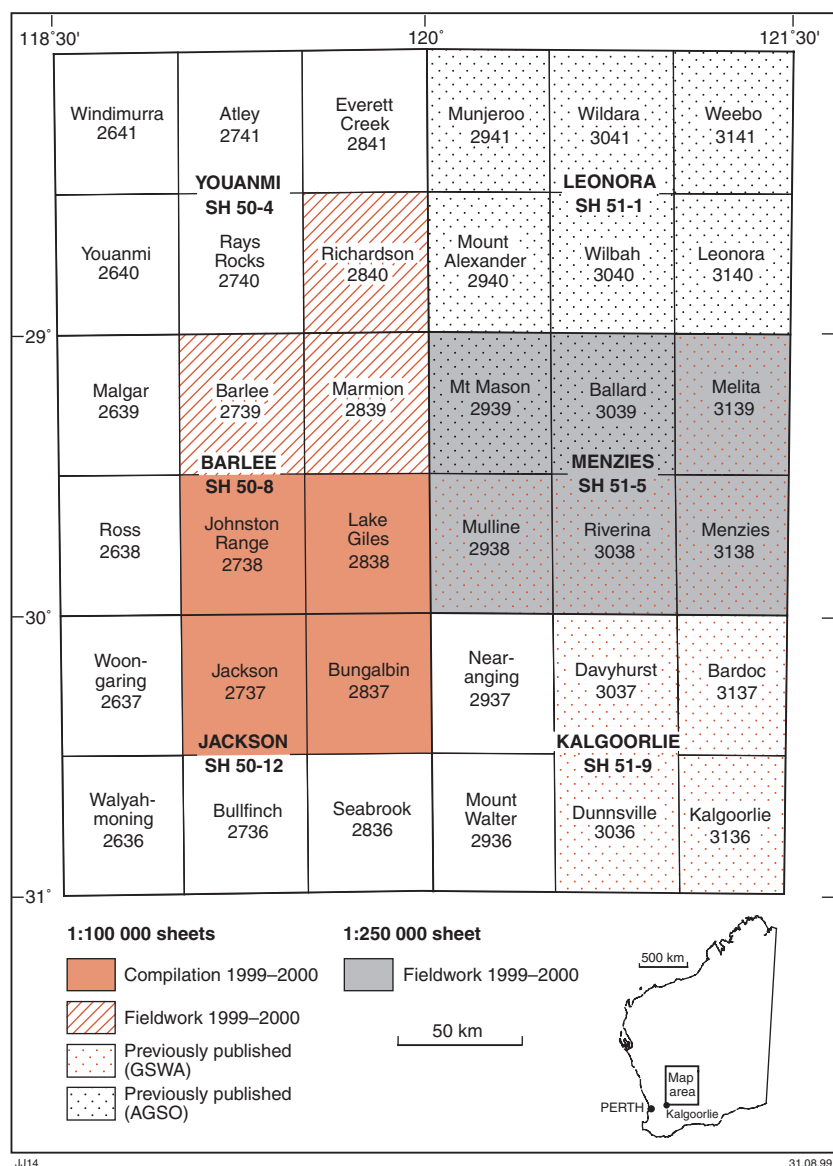 118˚30' 120˚ 121˚30'
Windimurra
2641
Atley
2741
Everett
Creek
2841
Munjeroo
2941
Wildara
3041
Weebo
3141
YOUANMI
SH 50-4
LEONORA
SH 51-1
Youanmi
2640
Rays
Rocks
2740
Richardson
2840
Mount
Alexander
2940
Wilbah
3040
Leonora
3140
29˚
Malgar
2639
Barlee
2739
Marmion
2839
Mt Mason
2939
Ballard
3039
Melita
3139
BARLEE
SH 50-8
MENZIES
SH 51-5
Ross
2638
Johnston
Range
2738
Lake
Giles
2838
Mulline
2938
Riverina
3038
Menzies
3138
30˚
Woon-
garing
2637
Jackson
2737
Bungalbin
2837
Near-
anging
2937
Davyhurst
3037
Bardoc
3137
JACKSON
SH 50-12
KALGOORLIE
SH 51-9
Walyah-
moning
2636
Bullfinch
2736
Seabrook
2836
Mount
Walter
2936
Dunnsville
3036
Kalgoorlie
3136
31˚
1:100 000 sheets
Compilation 1999–2000
Fieldwork 1999–2000
Previously published
(GSWA)
Previously published
(AGSO)
1:250 000 sheet
Fieldwork 1999–2000
50 km
500 km
Map
area
PERTH
Kalgoorlie
JJ14
31.08.99